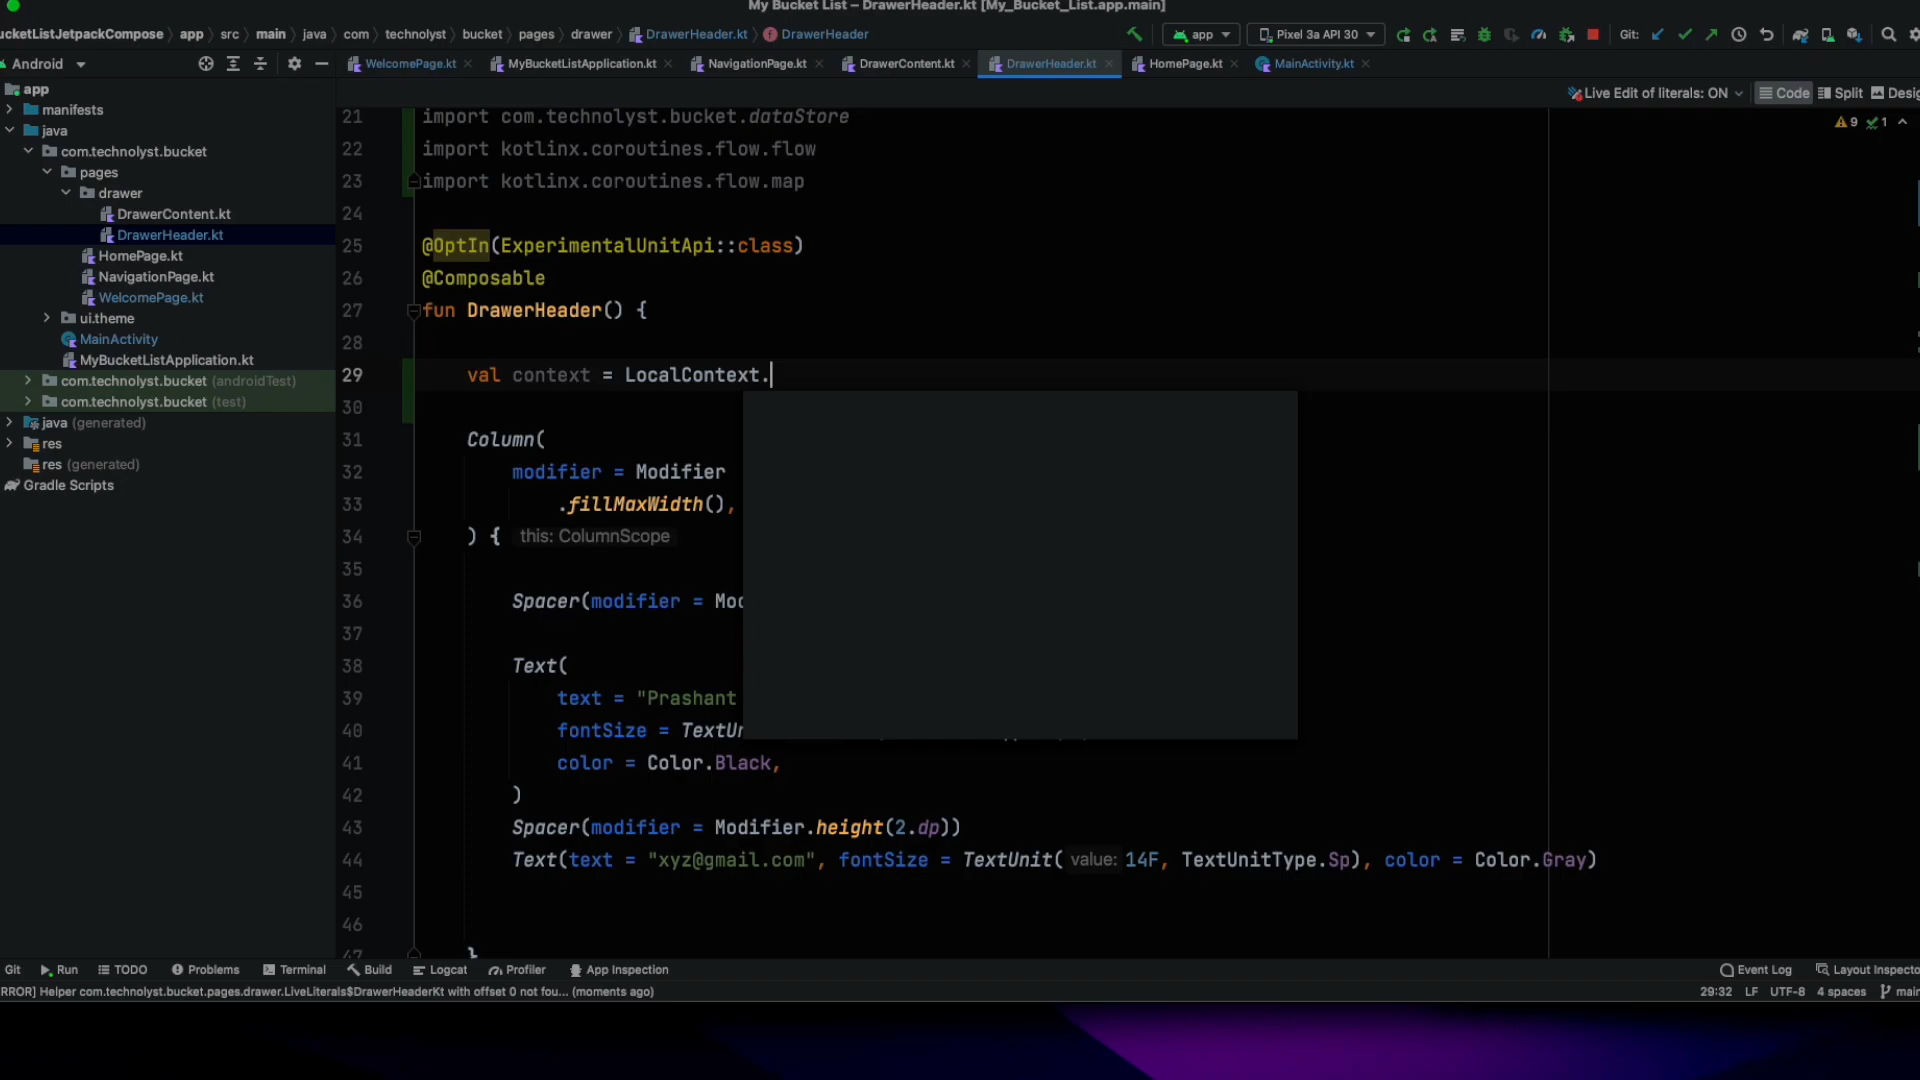 My Bucket List – DrawerHeader.kt [My_Bucket_List.app.main]
ucketListJetpackCompose › app › src › main › java › com › technolyst › bucket › pages › drawer › DrawerHeader.kt › DrawerHeader
app
Pixel 3a API 30
Git:
Android
WelcomePage.kt
MyBucketListApplication.kt
NavigationPage.kt
DrawerContent.kt
DrawerHeader.kt
HomePage.kt
MainActivity.kt
Live Edit of literals: ON
Code
Split
Desig
9
1
app
manifests
java
com.technolyst.bucket
pages
drawer
DrawerContent.kt
DrawerHeader.kt
HomePage.kt
NavigationPage.kt
WelcomePage.kt
ui.theme
MainActivity
MyBucketListApplication.kt
com.technolyst.bucket (androidTest)
com.technolyst.bucket (test)
java (generated)
res
res (generated)
Gradle Scripts
21 import com.technolyst.bucket.dataStore
22 import kotlinx.coroutines.flow.flow
23 import kotlinx.coroutines.flow.map
24
25 @OptIn(ExperimentalUnitApi::class)
26 @Composable
27 fun DrawerHeader() {
28
29 val context = LocalContext.
30
31 Column(
32 modifier = Modifier
33 .fillMaxWidth(),
34 ) { this: ColumnScope
35
36 Spacer(modifier = Mod
37
38 Text(
39 text = "Prashant
40 fontSize = TextUn
41 color = Color.Black,
42 )
43 Spacer(modifier = Modifier.height(2.dp))
44 Text(text = "xyz@gmail.com", fontSize = TextUnit( value: 14F, TextUnitType.Sp), color = Color.Gray)
45
46
47 }
Git
Run
TODO
Problems
Terminal
Build
Logcat
Profiler
App Inspection
Event Log
Layout Inspecto
RROR] Helper com.technolyst.bucket.pages.drawer.LiveLiterals$DrawerHeaderKt with offset 0 not fou... (moments ago)
29:32 LF UTF-8 4 spaces main